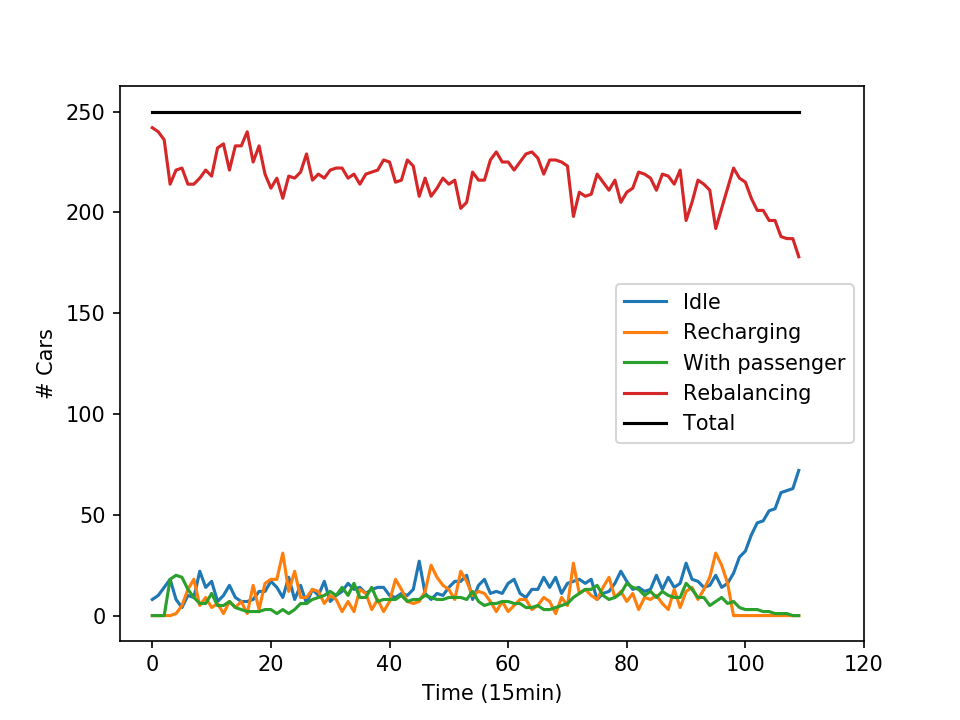 250
200
150
100
50
0
# Cars
Idle
Recharging
With passenger
Rebalancing
Total
0 20 40 60 80 100 120
Time (15min)